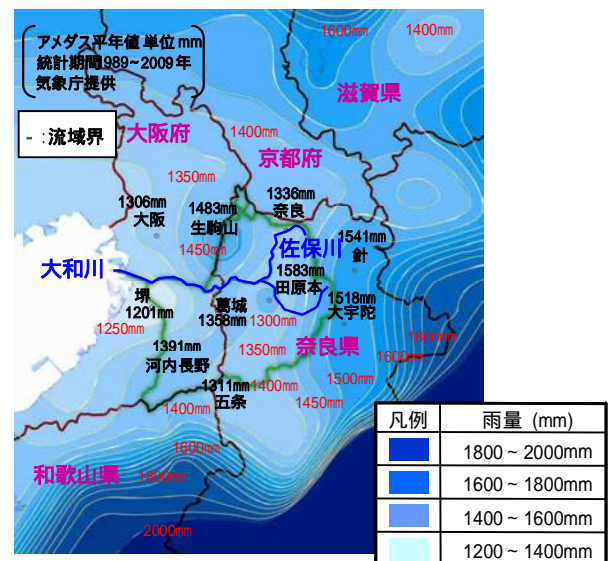 アメダス平年値 単位 mm
統計期間1989~2009年
気象庁提供
- : 流域界
1600mm
1400mm
滋賀県
大阪府
1400mm
京都府
1350mm
1306mm
大阪
1483mm
生駒山
1336mm
奈良
1450mm
佐保川
1541mm
針
大和川
1583mm
田原本
堺
1201mm
葛城
1358mm
1518mm
大宇陀
1250mm
1300mm
1800mm
1391mm
河内長野
1350mm
奈良県
1600mm
1311mm
五条
1400mm
1500mm
1450mm
1400mm
1600mm
和歌山県
1800mm
2000mm
凡例 雨量 (mm)
1800 ~ 2000mm
1600 ~ 1800mm
1400 ~ 1600mm
1200 ~ 1400mm